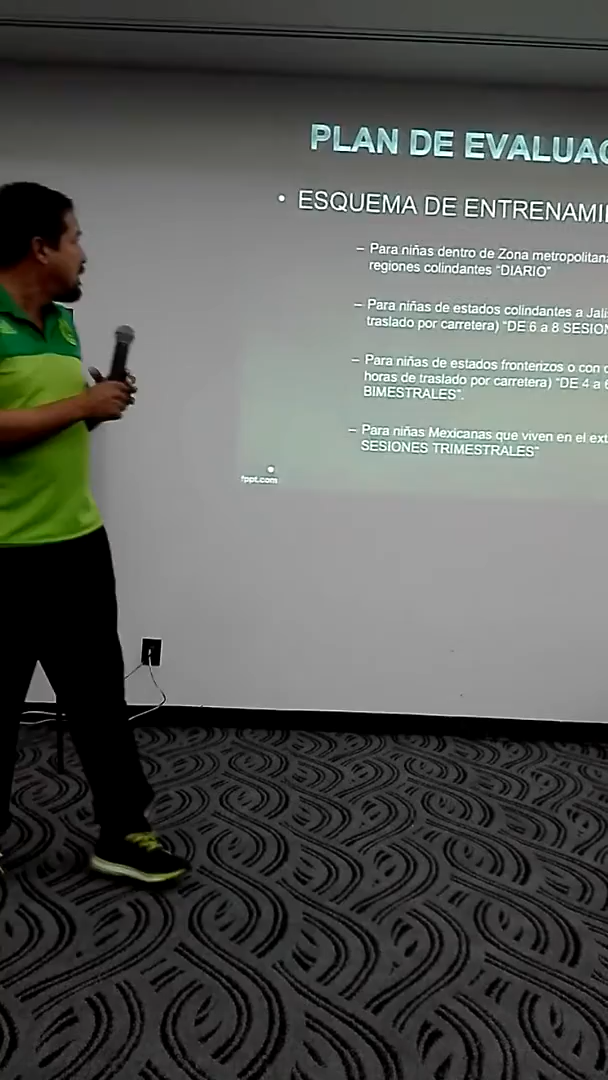 PLAN DE EVALUAC
• ESQUEMA DE ENTRENAMI
– Para niñas dentro de Zona metropolitana
regiones colindantes "DIARIO"
– Para niñas de estados colindantes a Jali
traslado por carretera) "DE 6 a 8 SESION
– Para niñas de estados fronterizos o con
horas de traslado por carretera) "DE 4 a 6
BIMESTRALES".
– Para niñas Mexicanas que viven en el ext
SESIONES TRIMESTRALES"
fppt.com